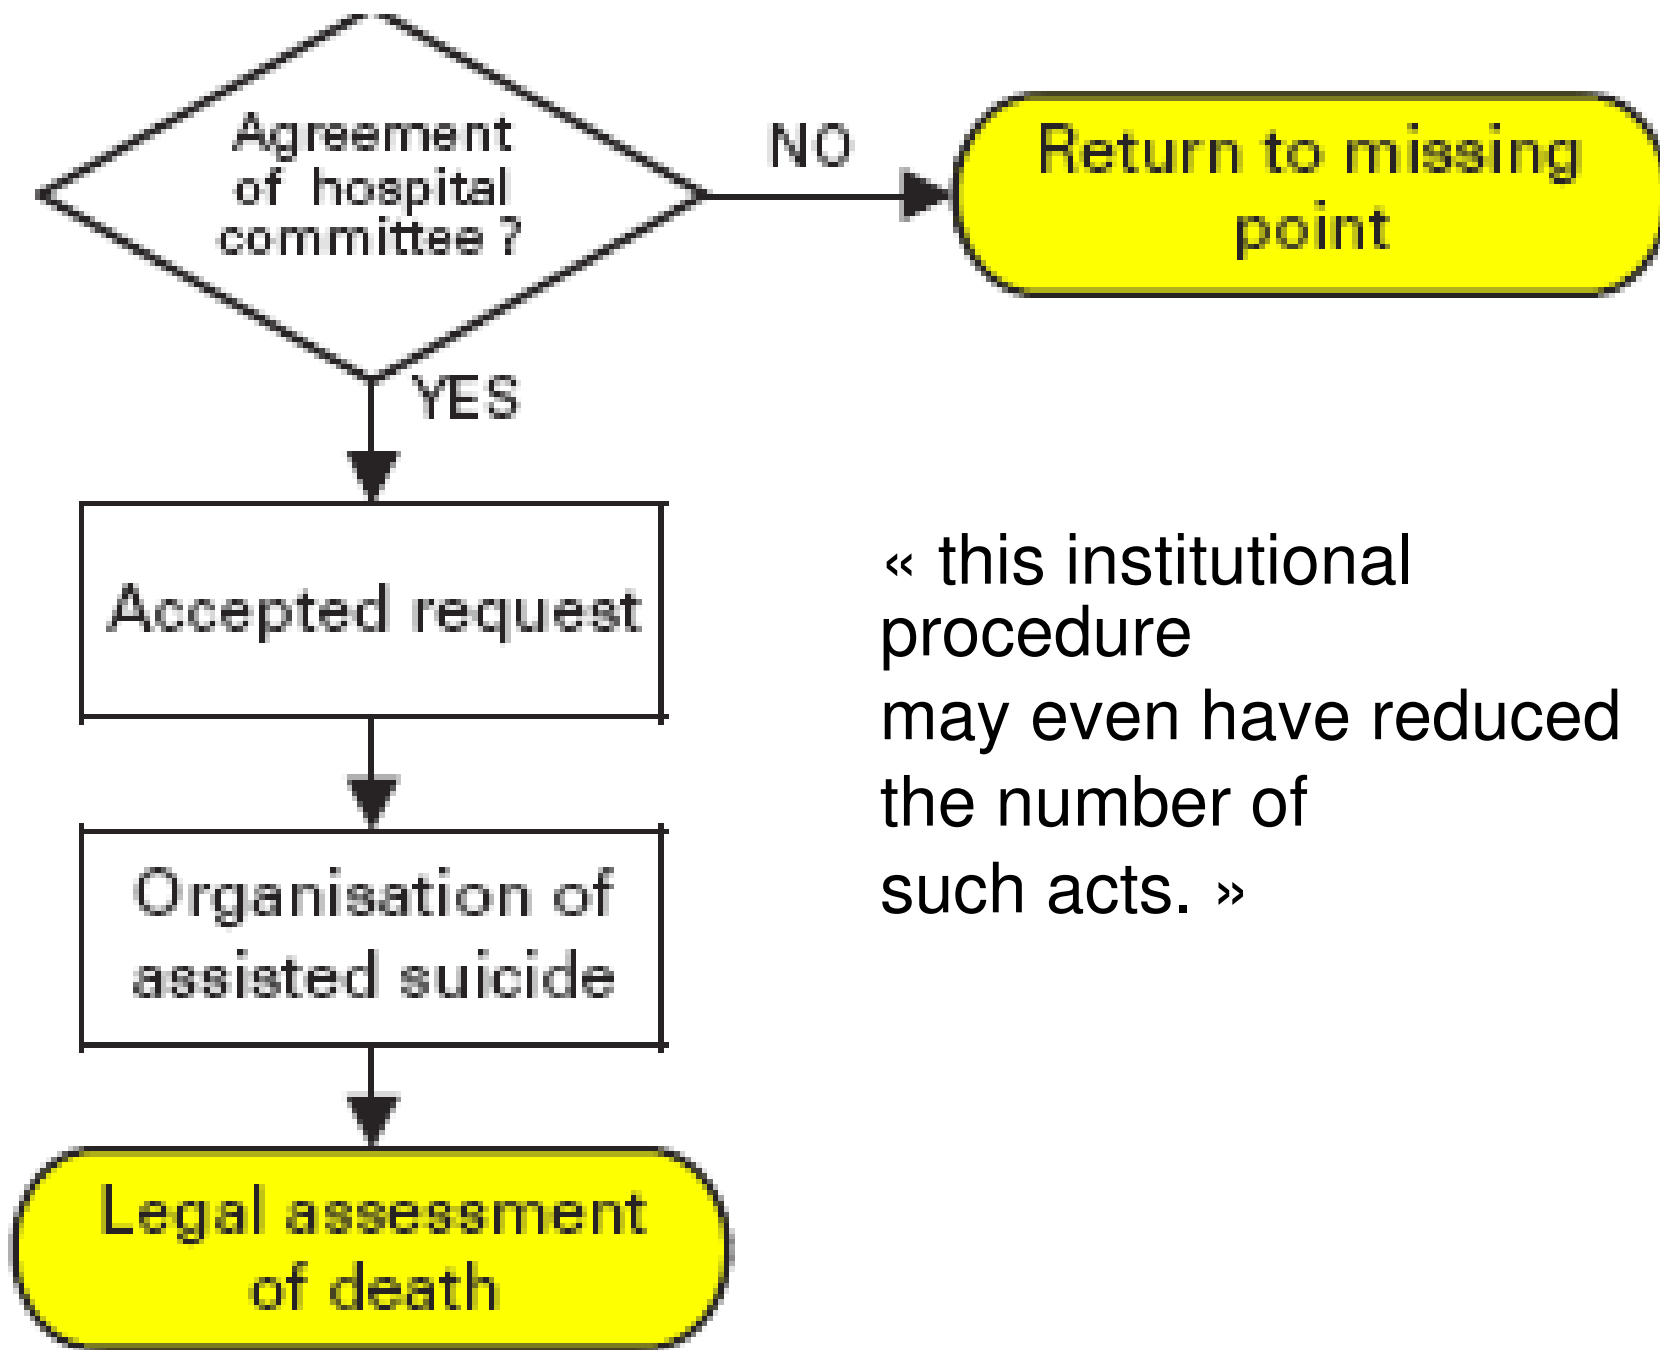 Agreement
of hospital
committee ?
NO
Return to missing
point
YES
Accepted request
« this institutional
procedure
may even have reduced
the number of
such acts. »
Organisation of
assisted suicide
Legal assessment
of death